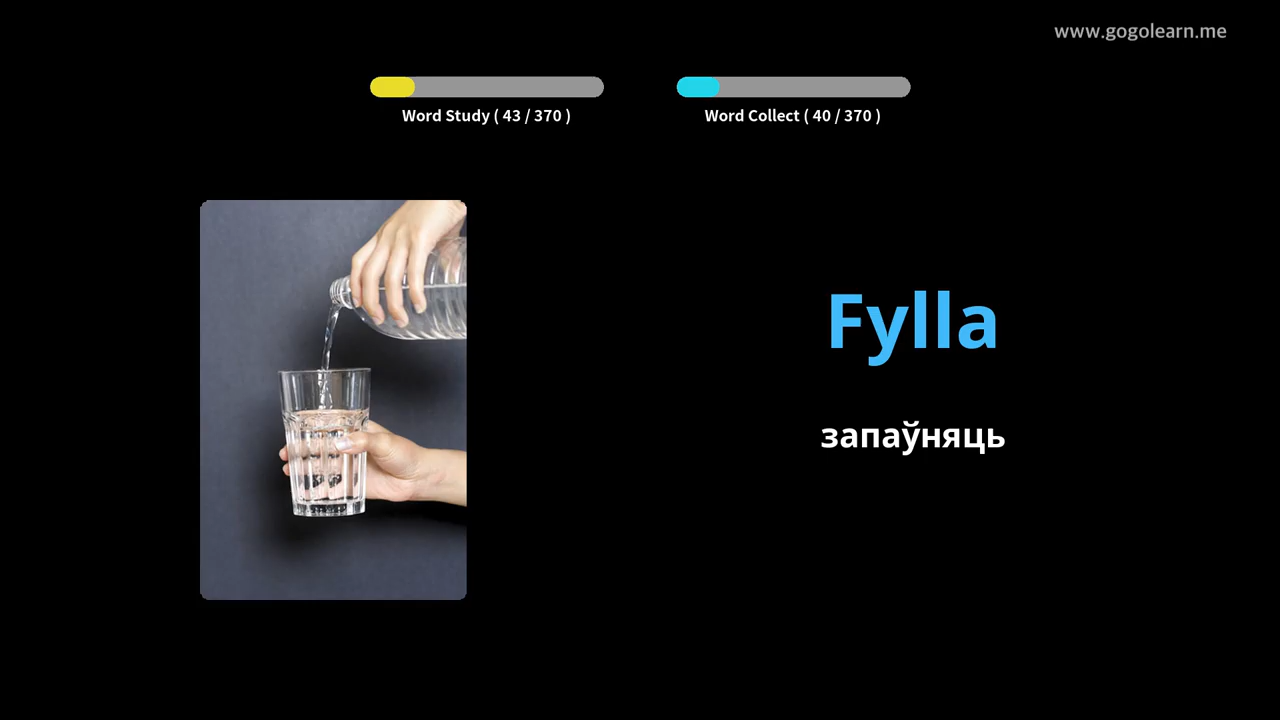 www.gogolearn.me
Word Study ( 43 / 370 )
Word Collect ( 40 / 370 )
Fylla
запаўняць